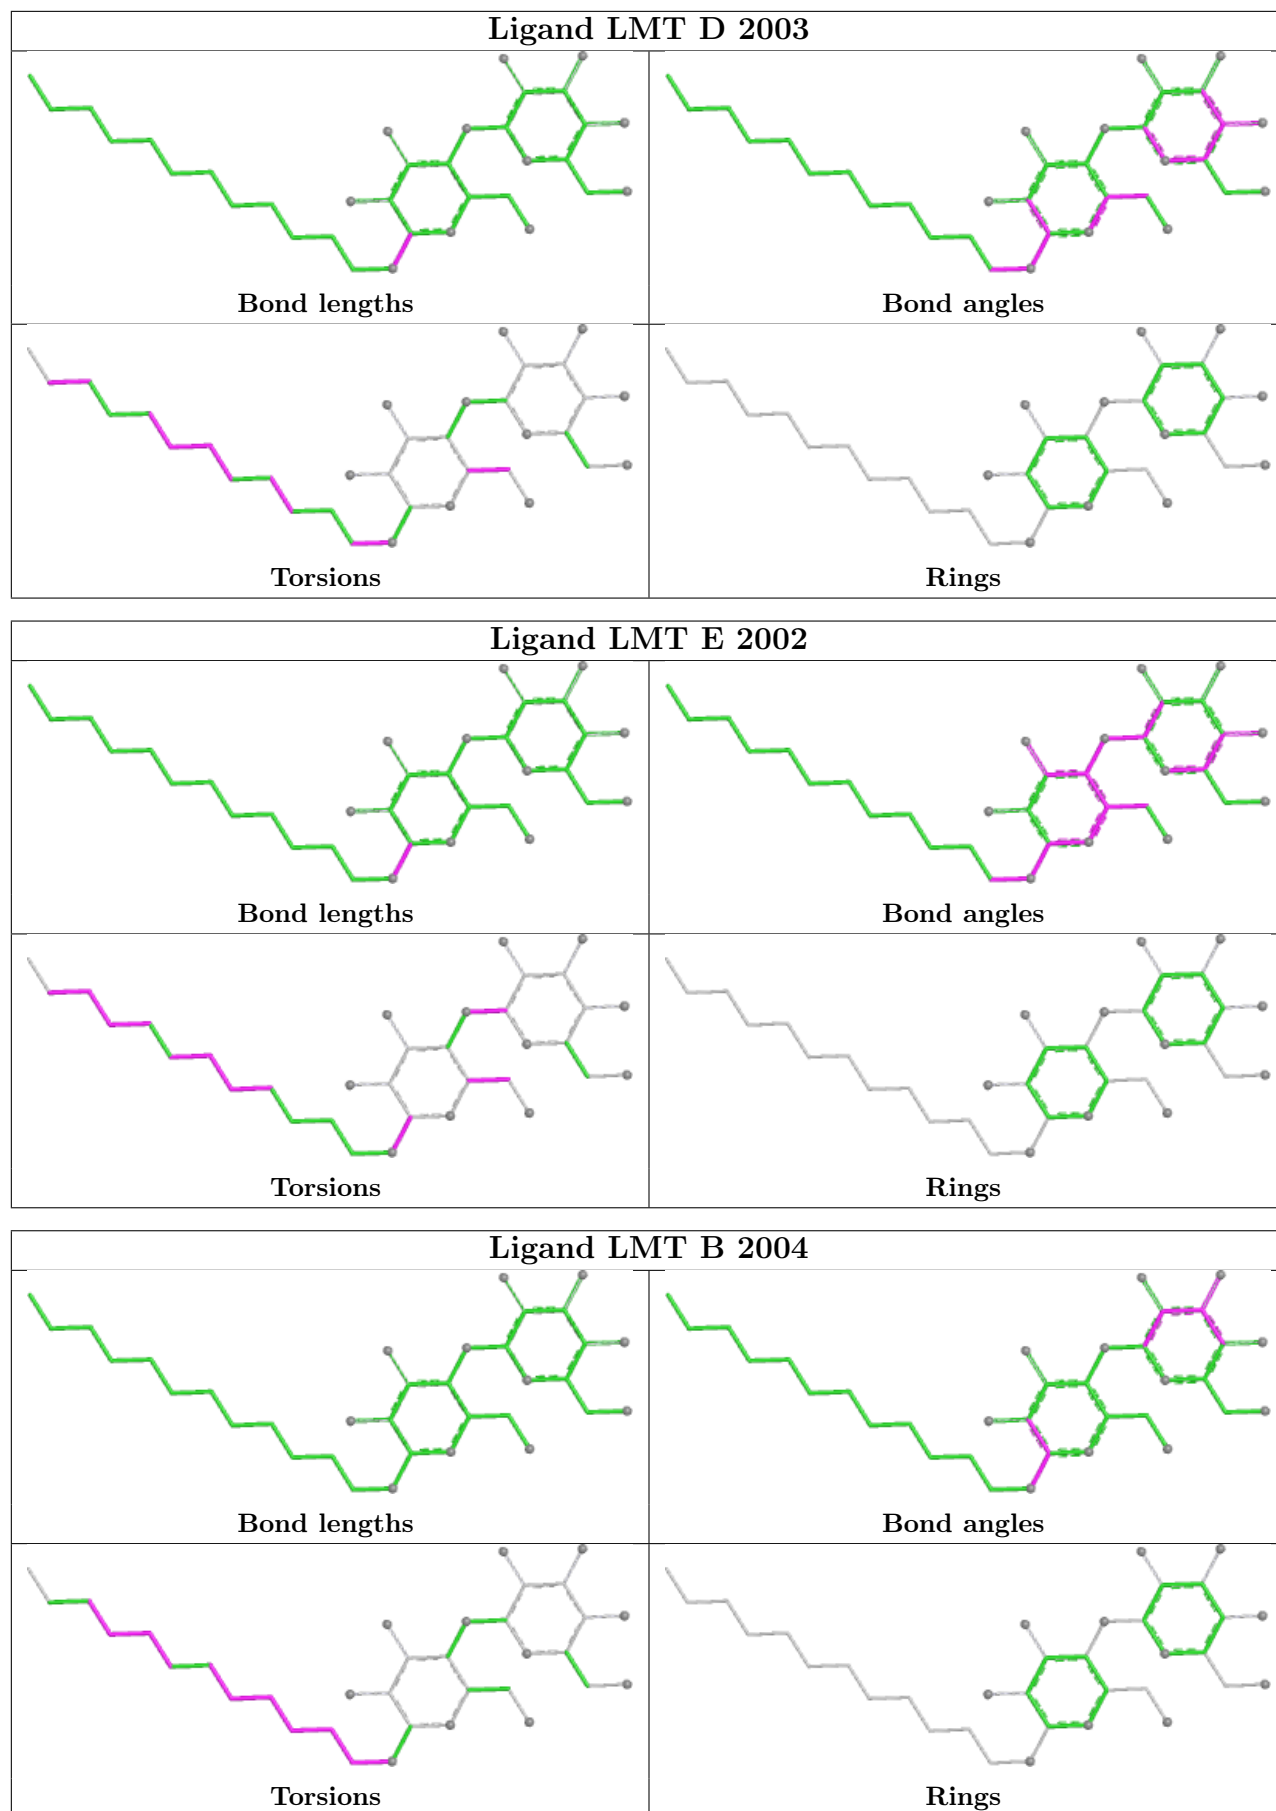 Ligand LMT D 2003
Bond lengths
Bond angles
Torsions
Rings
Ligand LMT E 2002
Bond lengths
Bond angles
Torsions
Rings
Ligand LMT B 2004
Bond lengths
Bond angles
Torsions
Rings